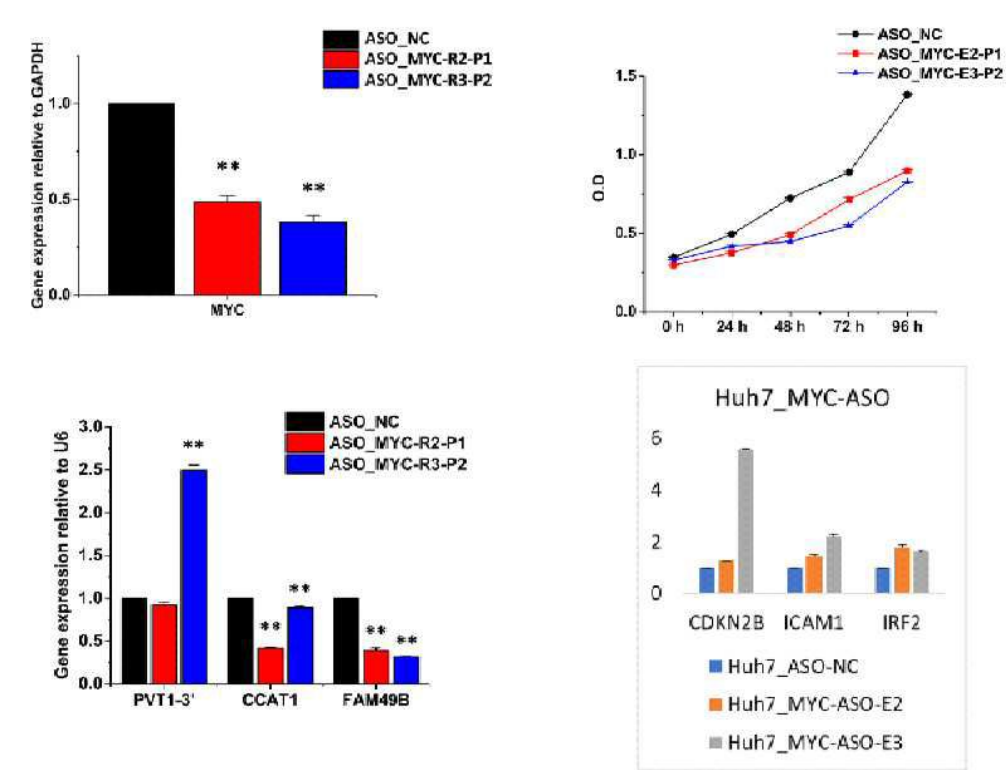 ASO_NC
ASO_MYC-R2-P1
ASO_MYC-R3-P2
Gene expression relative to GAPDH
1.0
0.5
0.0
**
**
MYC
ASO_NC
ASO_MYC-E2-P1
ASO_MYC-E3-P2
O.D
1.5
1.0
0.5
0.0
0 h 24 h 48 h 72 h 96 h
ASO_NC
ASO_MYC-R2-P1
ASO_MYC-R3-P2
Gene expression relative to U6
3.0
2.5
2.0
1.5
1.0
0.5
0.0
**
**
**
**
**
PVT1-3' CCAT1 FAM49B
Huh7_MYC-ASO
6
4
2
0
CDKN2B ICAM1 IRF2
Huh7_ASO-NC
Huh7_MYC-ASO-E2
Huh7_MYC-ASO-E3